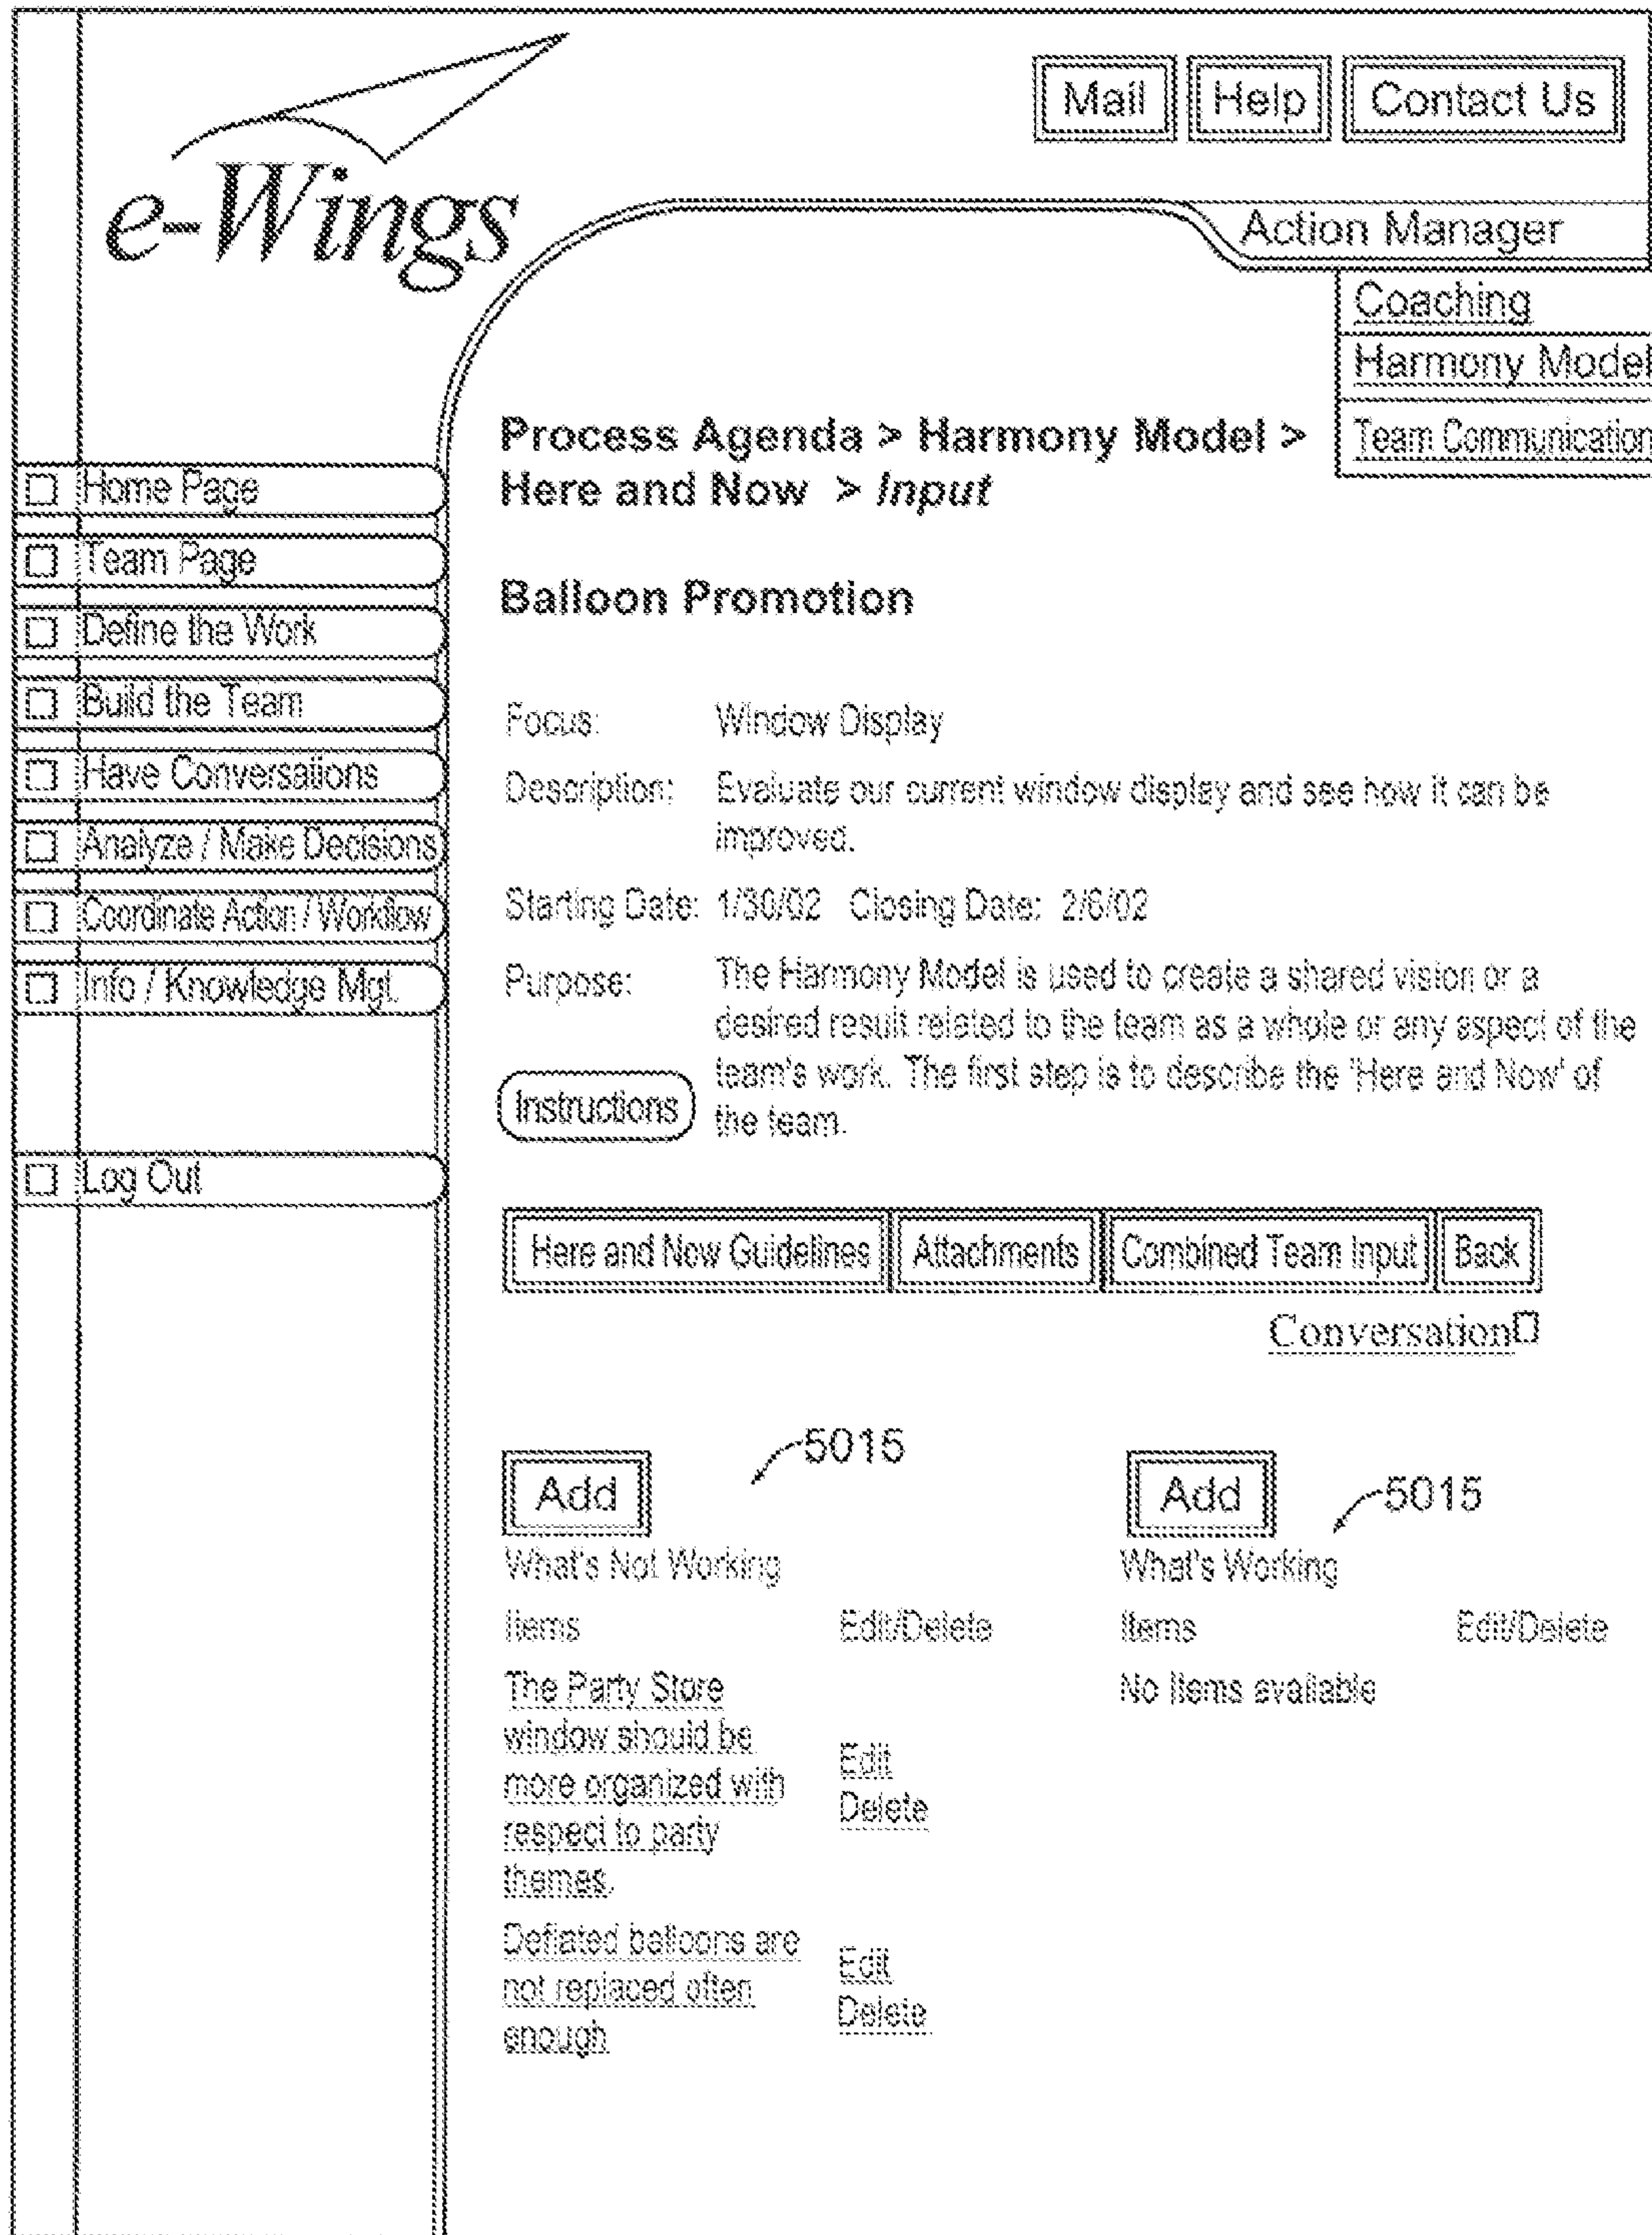 e-Wings
Mail
Help
Contact Us
Action Manager
Coaching
Harmony Model
Team Communication
Home Page
Team Page
Define the Work
Build the Team
Have Conversations
Analyze / Make Decisions
Coordinate Action / Workflow
Info / Knowledge Mgt.
Log Out
Process Agenda > Harmony Model >
Here and Now > Input
Balloon Promotion
Focus: Window Display
Description: Evaluate our current window display and see how it can be
improved.
Starting Date: 1/30/02 Closing Date: 2/6/02
Purpose: The Harmony Model is used to create a shared vision or a
desired result related to the team as a whole or any aspect of the
team's work. The first step is to describe the 'Here and Now' of
the team.
Instructions
Here and Now Guidelines
Attachments
Combined Team Input
Back
Conversation
Add
5015
What's Not Working
Items Edit/Delete
The Party Store
window should be
more organized with
respect to party
themes.
Edit
Delete
Deflated balloons are
not replaced often
enough
Edit
Delete
Add
5015
What's Working
Items Edit/Delete
No items available